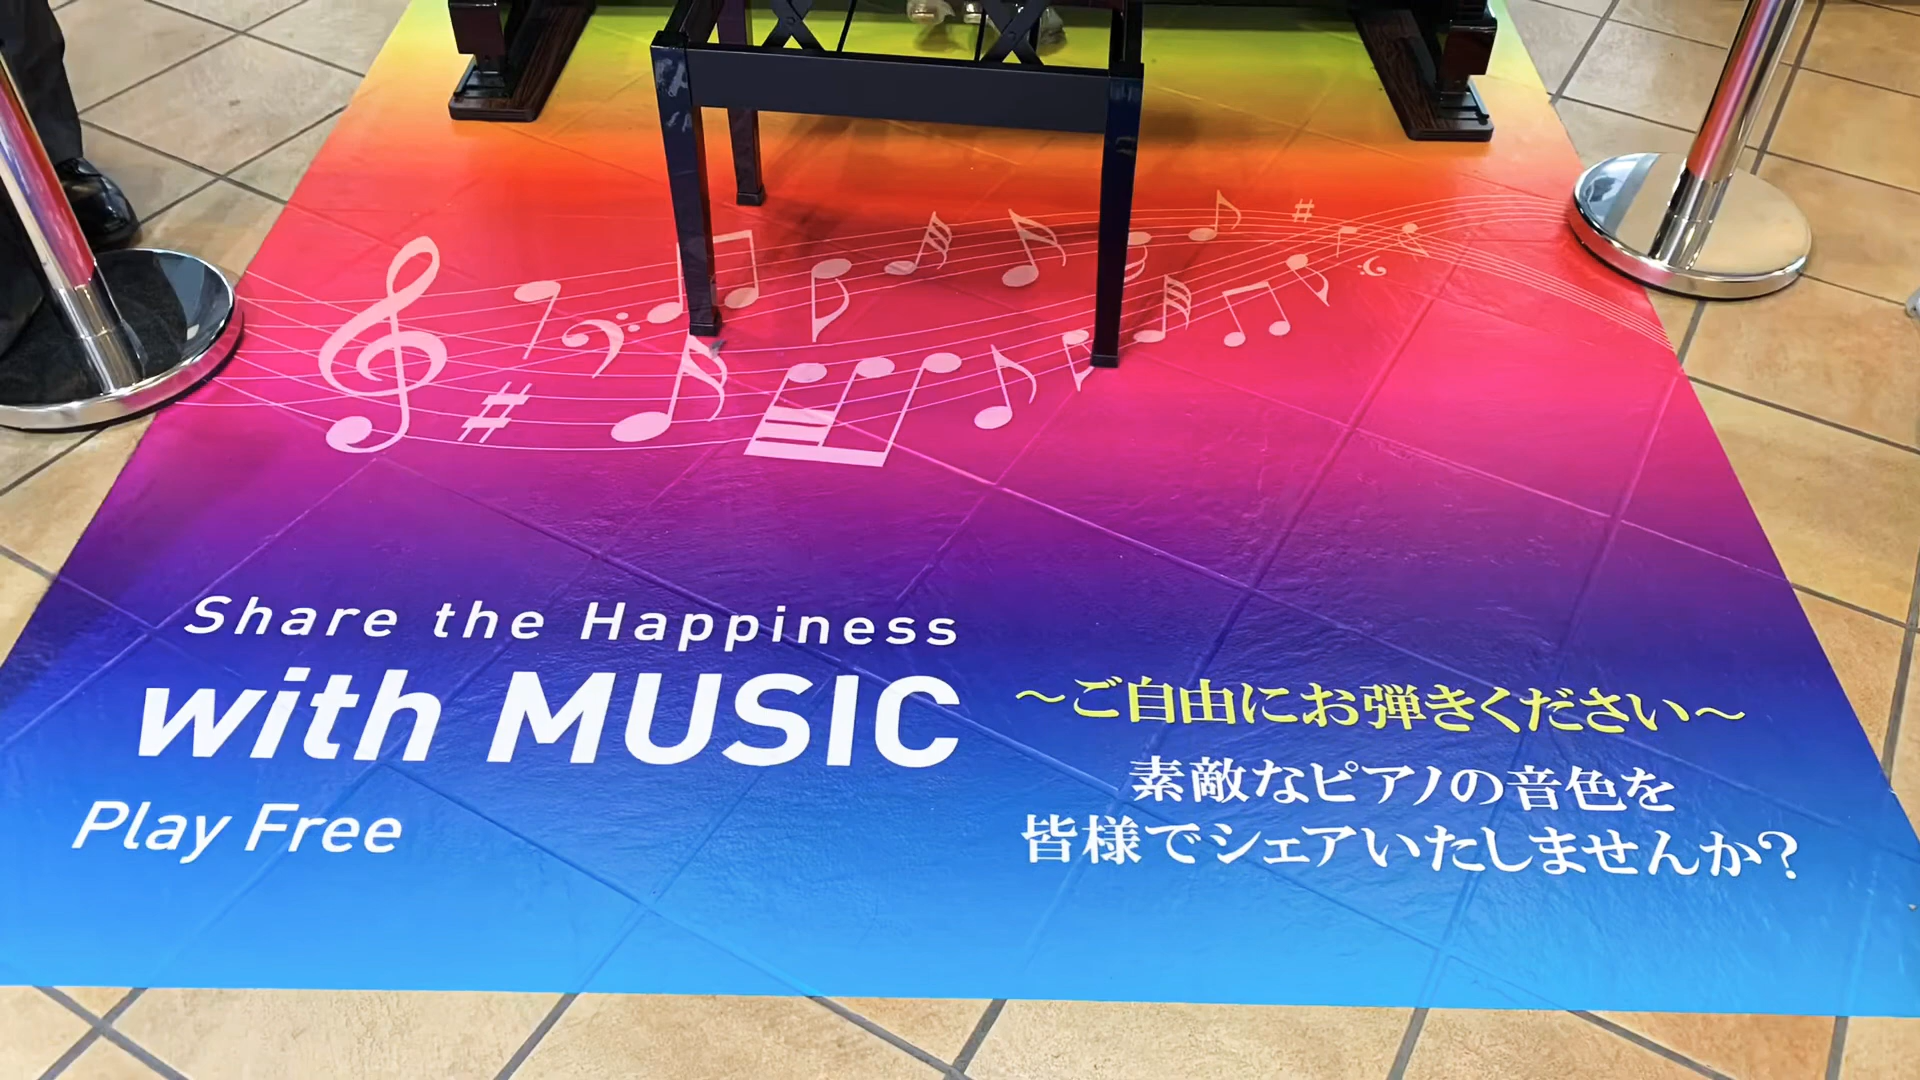 Share the Happiness
with MUSIC
Play Free
～ご自由にお弾きください～
素敵なピアノの音色を
皆様でシェアいたしませんか?